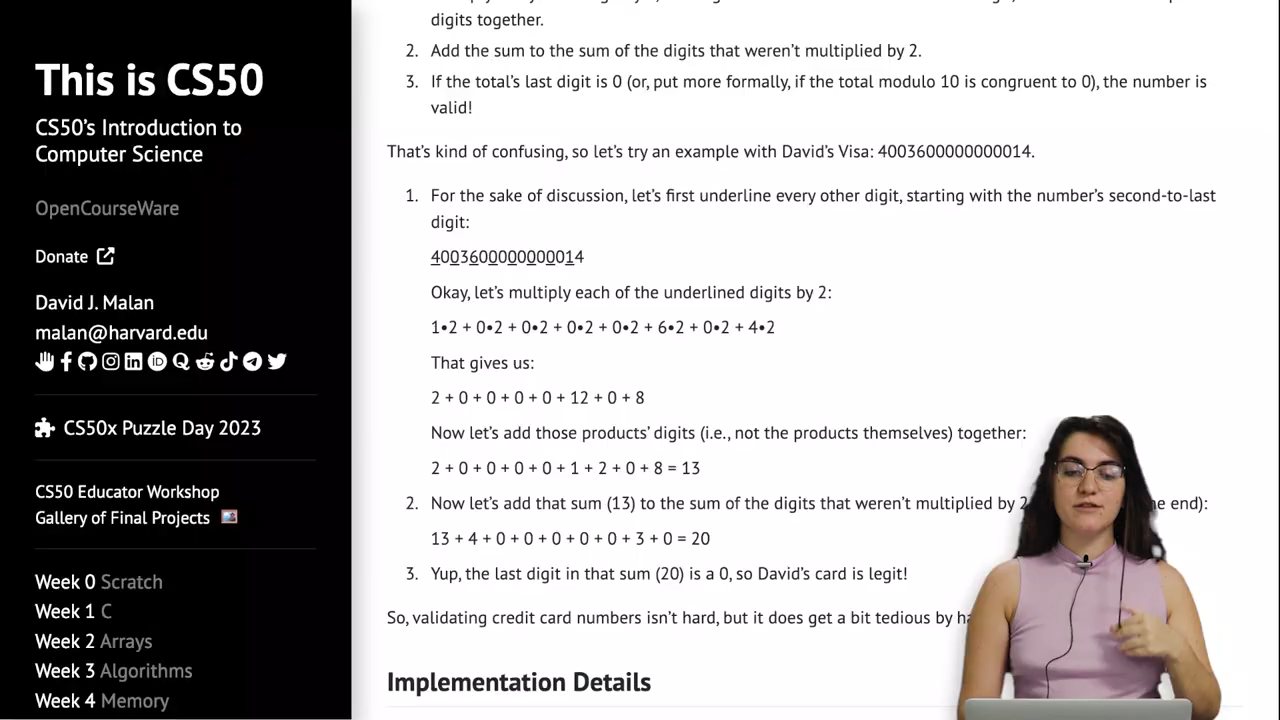 This is CS50
CS50's Introduction to
Computer Science
OpenCourseWare
Donate
David J. Malan
malan@harvard.edu
CS50x Puzzle Day 2023
CS50 Educator Workshop
Gallery of Final Projects
Week 0 Scratch
Week 1 C
Week 2 Arrays
Week 3 Algorithms
Week 4 Memory
digits together.
2. Add the sum to the sum of the digits that weren't multiplied by 2.
3. If the total's last digit is 0 (or, put more formally, if the total modulo 10 is congruent to 0), the number is
valid!
That's kind of confusing, so let's try an example with David's Visa: 4003600000000014.
1. For the sake of discussion, let's first underline every other digit, starting with the number's second-to-last
digit:
4003600000000014
Okay, let's multiply each of the underlined digits by 2:
1•2 + 0•2 + 0•2 + 0•2 + 0•2 + 6•2 + 0•2 + 4•2
That gives us:
2 + 0 + 0 + 0 + 0 + 12 + 0 + 8
Now let's add those products' digits (i.e., not the products themselves) together:
2 + 0 + 0 + 0 + 0 + 1 + 2 + 0 + 8 = 13
2. Now let's add that sum (13) to the sum of the digits that weren't multiplied by 2 end):
13 + 4 + 0 + 0 + 0 + 0 + 0 + 3 + 0 = 20
3. Yup, the last digit in that sum (20) is a 0, so David's card is legit!
So, validating credit card numbers isn't hard, but it does get a bit tedious by
Implementation Details